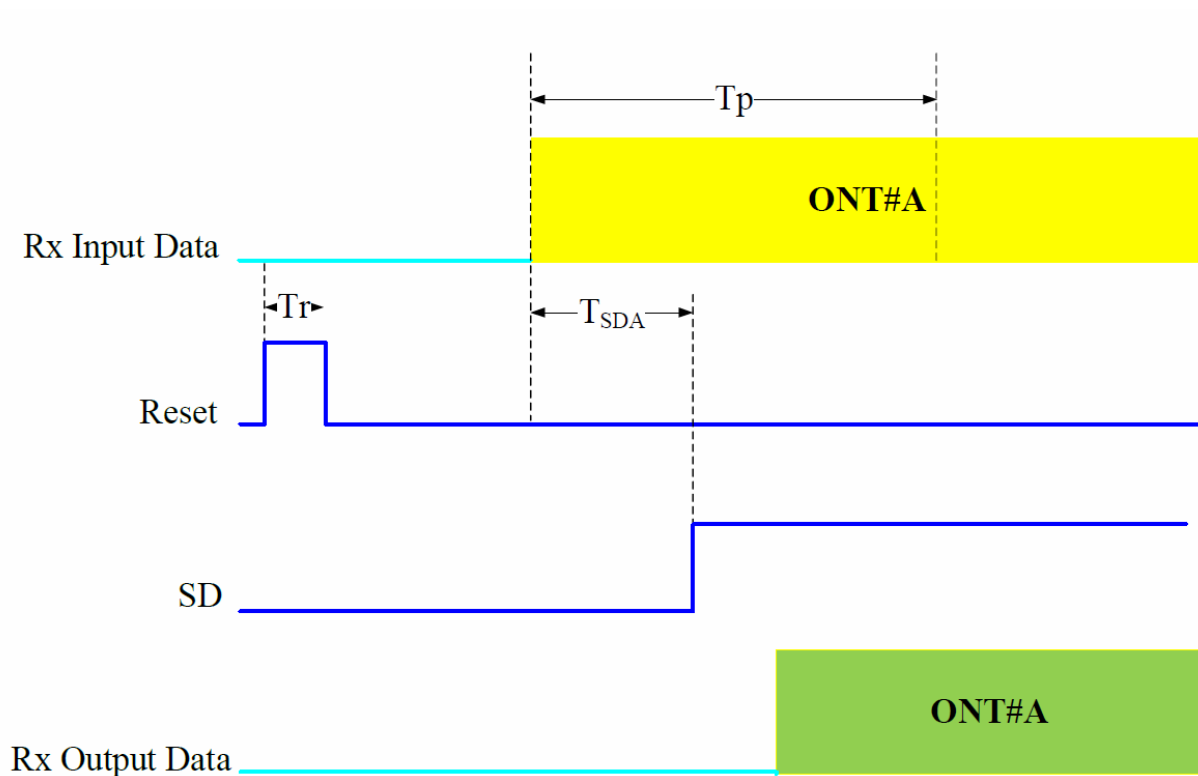 Tp
ONT#A
Rx Input Data
Tr
TSDA
Reset
SD
ONT#A
Rx Output Data